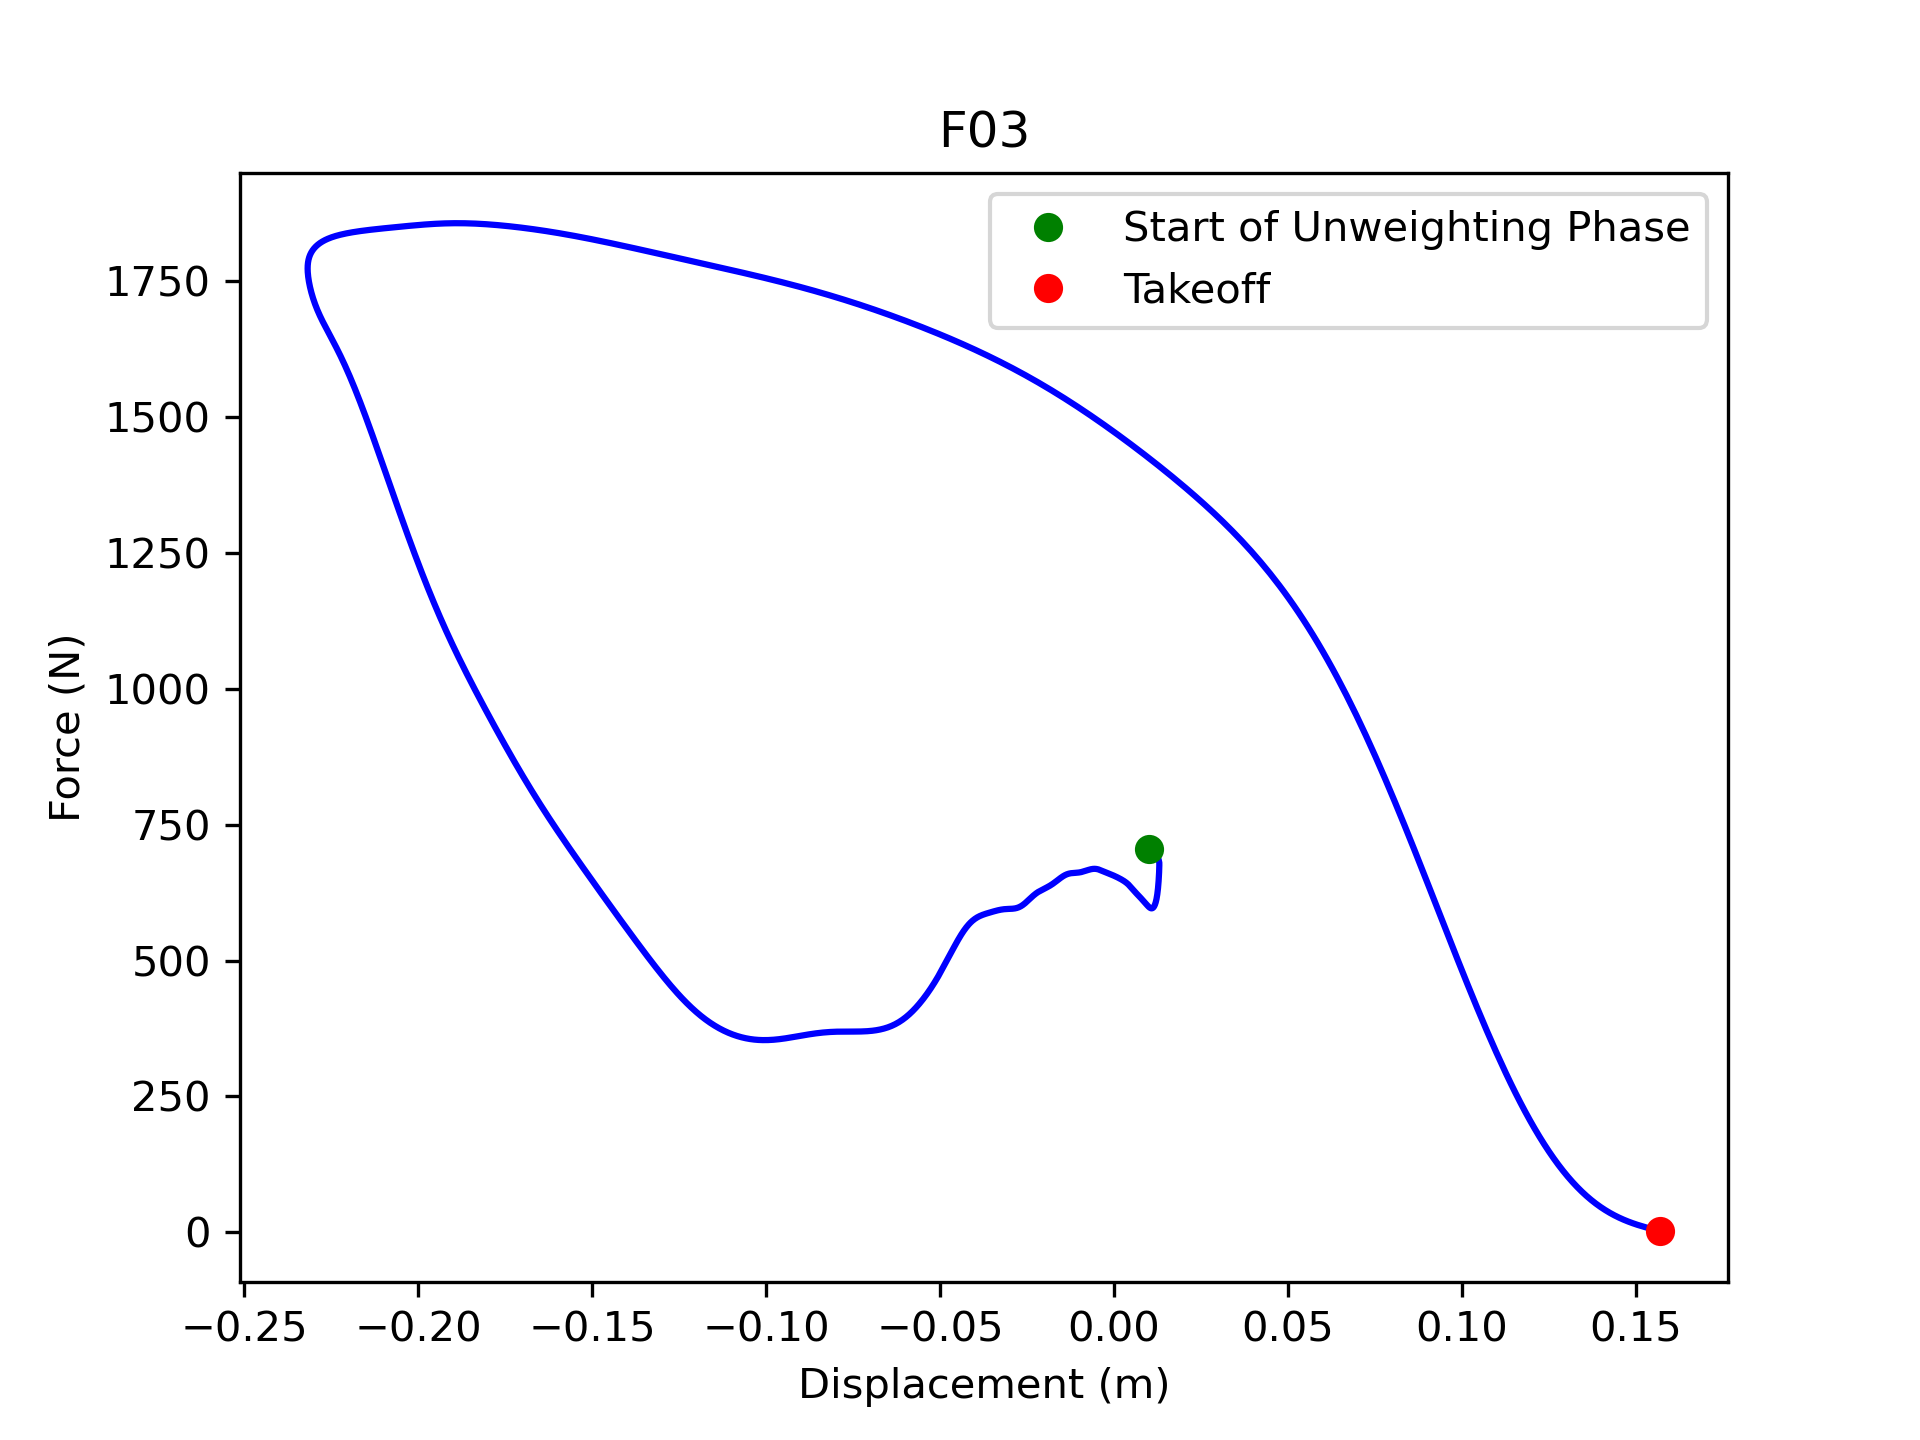 F03
Start of Unweighting Phase
Takeoff
1750
1500
1250
1000
750
500
250
0
Force (N)
−0.25 −0.20 −0.15 −0.10 −0.05 0.00 0.05 0.10 0.15
Displacement (m)